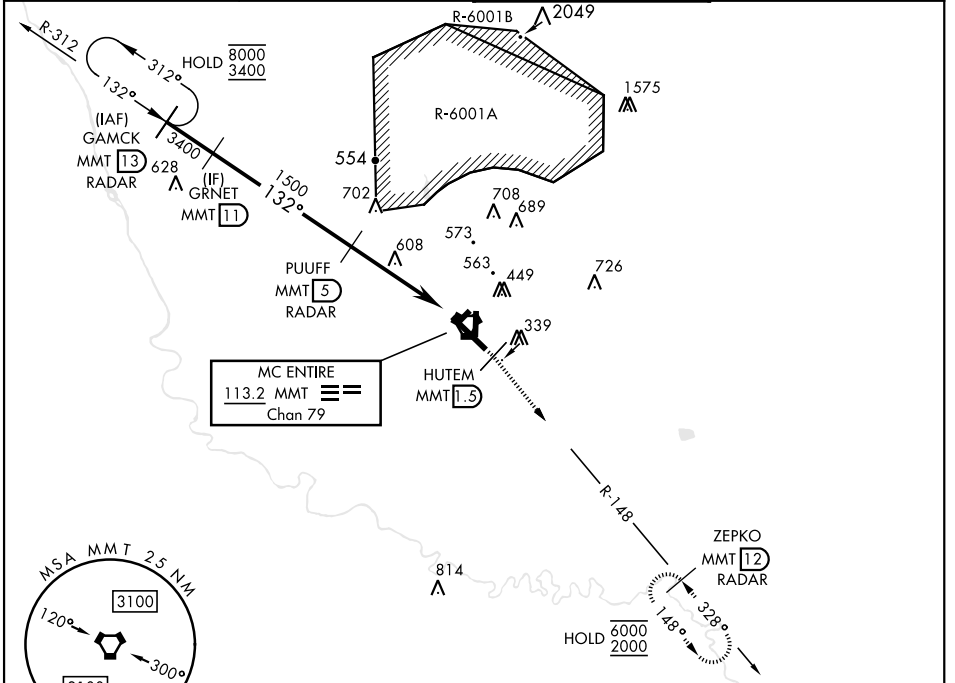 R-6001B
2049
R-312
HOLD 8000
3400
312°
132°
1575
R-6001A
(IAF)
GAMCK
MMT 13
RADAR
3400
628
(IF)
GRNET
MMT 11
1500
132°
554
702
708
689
573
608
563
449
726
PUUFF
MMT 5
RADAR
339
MC ENTIRE
113.2 MMT
Chan 79
HUTEM
MMT 1.5
R-148
ZEPKO
MMT 12
RADAR
814
328°
148°
HOLD 6000
2000
MSA MMT 25 NM
3100
120°
300°